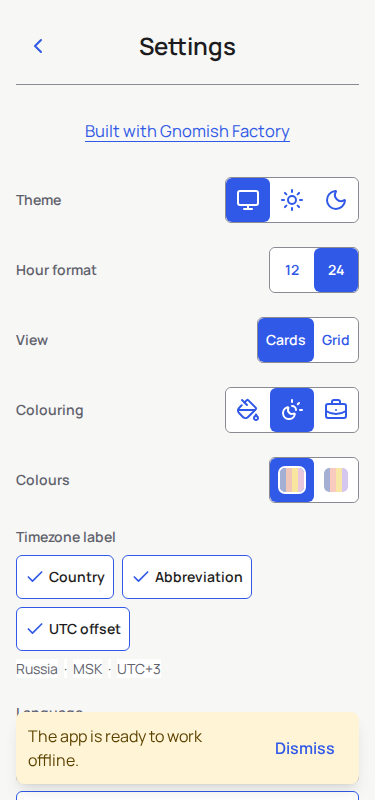 Settings
Built with Gnomish Factory
Theme
Hour format
12
24
View
Cards
Grid
Colouring
Colours
Timezone label
Country
Abbreviation
UTC offset
Russia · MSK · UTC+3
Language
The app is ready to work
offline.
Dismiss